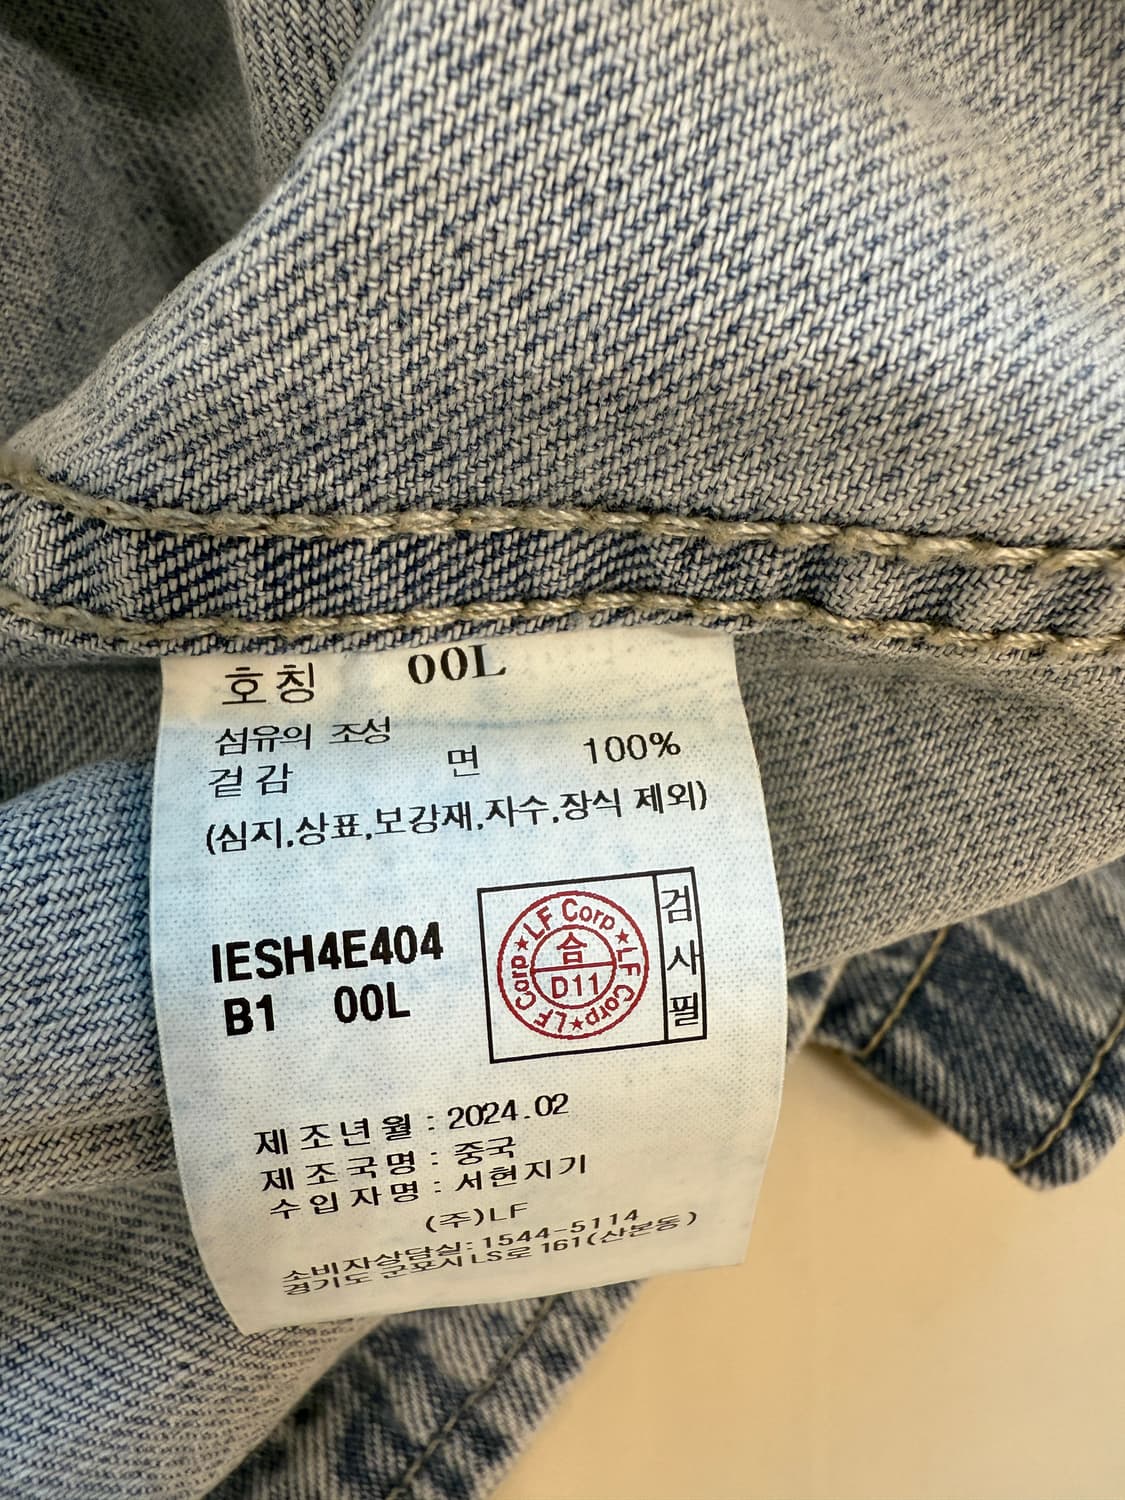 호칭 00L
섬유의 조성
겉감 면 100%
(심지,상표,보강재,자수,장식 제외)
IESH4E404
B1 00L
LF Corp★LF Corp★LF Corp★
合
D11
검사필
제조년월 : 2024.02
제조국명 : 중국
수입자명 : 서현지기
(주)LF
소비자상담실:1544-5114
경기도 군포시 LS로 161(산본동)